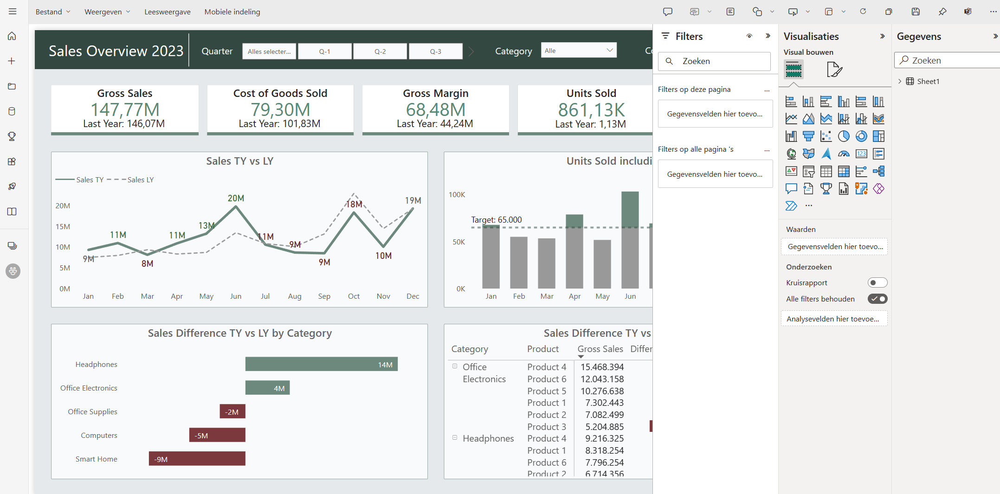 Bestand
Weergeven
Leesweergave
Mobiele indeling
Sales Overview 2023
Quarter
Alles selecter...
Q-1
Q-2
Q-3
Category
Alle
Gross Sales
147,77M
Last Year: 146,07M
Cost of Goods Sold
79,30M
Last Year: 101,83M
Gross Margin
68,48M
Last Year: 44,24M
Units Sold
861,13K
Last Year: 1,13M
Sales TY vs LY
Sales TY
Sales LY
20M
15M
10M
5M
0M
9M
11M
8M
11M
13M
20M
11M
9M
9M
18M
10M
19M
Jan
Feb
Mar
Apr
May
Jun
Jul
Aug
Sep
Oct
Nov
Dec
Units Sold includi
100K
50K
0K
Target: 65.000
Jan
Feb
Mar
Apr
May
Jun
Sales Difference TY vs LY by Category
Headphones
14M
Office Electronics
4M
Office Supplies
-2M
Computers
-5M
Smart Home
-9M
Sales Difference TY vs
Category Product Gross Sales Differ
Office Electronics Product 4 15.468.394
Product 6 12.043.158
Product 5 10.276.638
Product 1 7.302.443
Product 2 7.082.499
Product 3 5.204.885
Headphones Product 4 9.216.325
Product 1 8.318.254
Product 6 7.796.254
Product 2 6.714.356
Filters
Zoeken
Filters op deze pagina
...
Gegevensvelden hier toevo...
Filters op alle pagina 's
...
Gegevensvelden hier toevo...
Visualisaties
Visual bouwen
123
Waarden
Gegevensvelden hier toevo...
Onderzoeken
Kruisrapport
Alle filters behouden
Analysevelden hier toevoe...
Gegevens
Zoeken
Sheet1